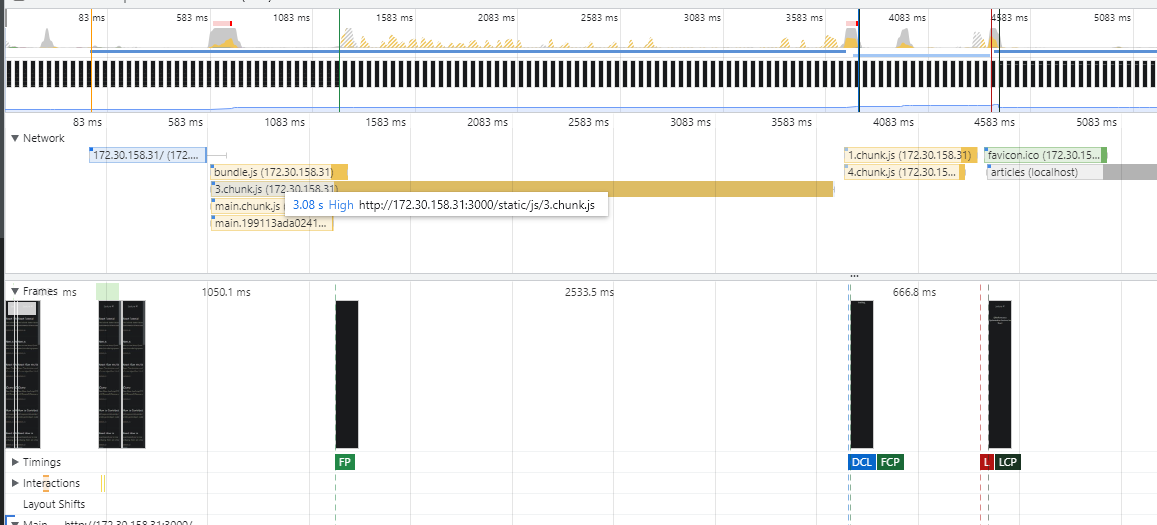 83 ms 583 ms 1083 ms 1583 ms 2083 ms 2583 ms 3083 ms 3583 ms 4083 ms 4583 ms 5083 ms
83 ms 583 ms 1083 ms 1583 ms 2083 ms 2583 ms 3083 ms 3583 ms 4083 ms 4583 ms 5083 ms
▼ Network
172.30.158.31/ (172.... 1.chunk.js (172.30.158.31) favicon.ico (172.30.15...
bundle.js (172.30.158.31) 4.chunk.js (172.30.15... articles (localhost)
3.chunk.js (172.30.158.31)
main.chunk.js (
3.08 s High http://172.30.158.31:3000/static/js/3.chunk.js
main.199113ada0241...
...
▼ Frames ms 1050.1 ms 2533.5 ms 666.8 ms
▶ Timings FP DCL FCP L LCP
▶ Interactions
Layout Shifts
▼ Main — http://172.30.158.31:3000/